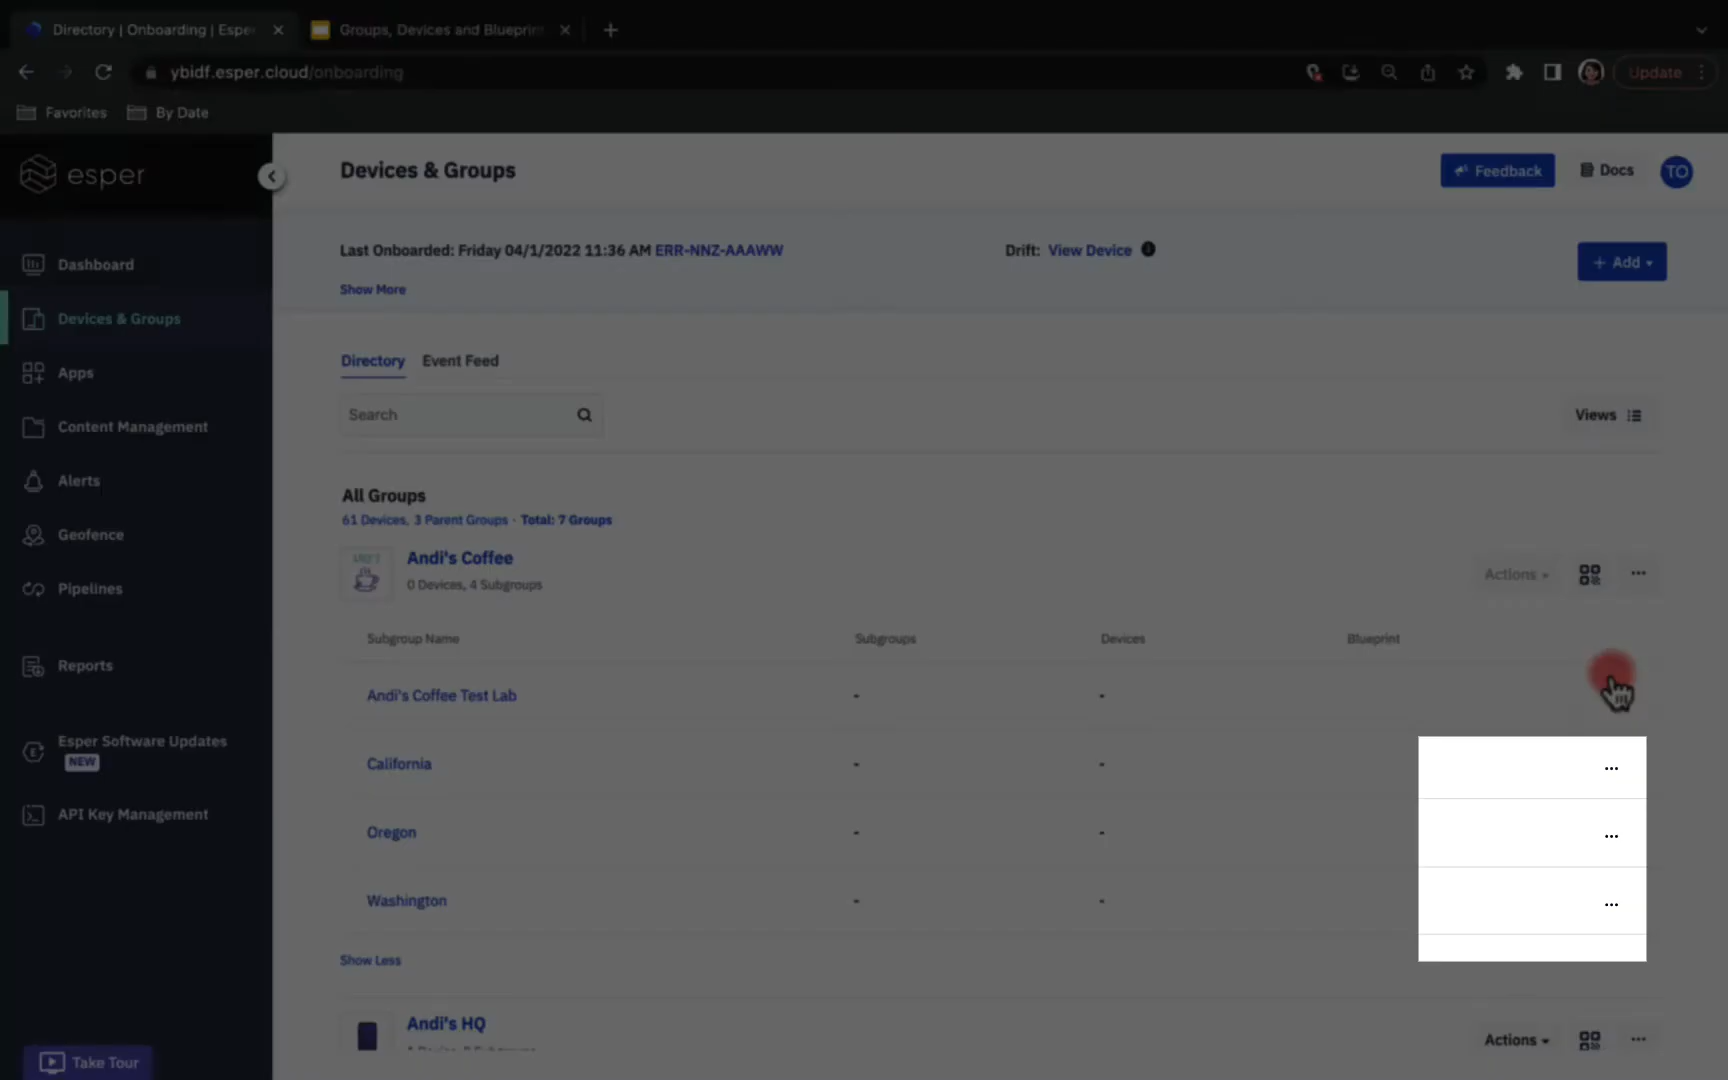 Directory | Onboarding | Esper
Groups, Devices and Blueprin
ybidf.esper.cloud/onboarding
Update
Favorites
By Date
esper
Devices & Groups
Feedback
Docs
TO
Last Onboarded: Friday 04/1/2022 11:36 AM ERR-NNZ-AAAWW
Drift: View Device
+ Add
Show More
Dashboard
Devices & Groups
Apps
Content Management
Alerts
Geofence
Pipelines
Reports
Esper Software Updates
NEW
API Key Management
Take Tour
Directory
Event Feed
Search
Views
All Groups
61 Devices, 3 Parent Groups · Total: 7 Groups
Andi's Coffee
0 Devices, 4 Subgroups
Actions
...
Subgroup Name Subgroups Devices Blueprint
Andi's Coffee Test Lab - -
California - - ...
Oregon - - ...
Washington - - ...
Show Less
Andi's HQ
Actions
...